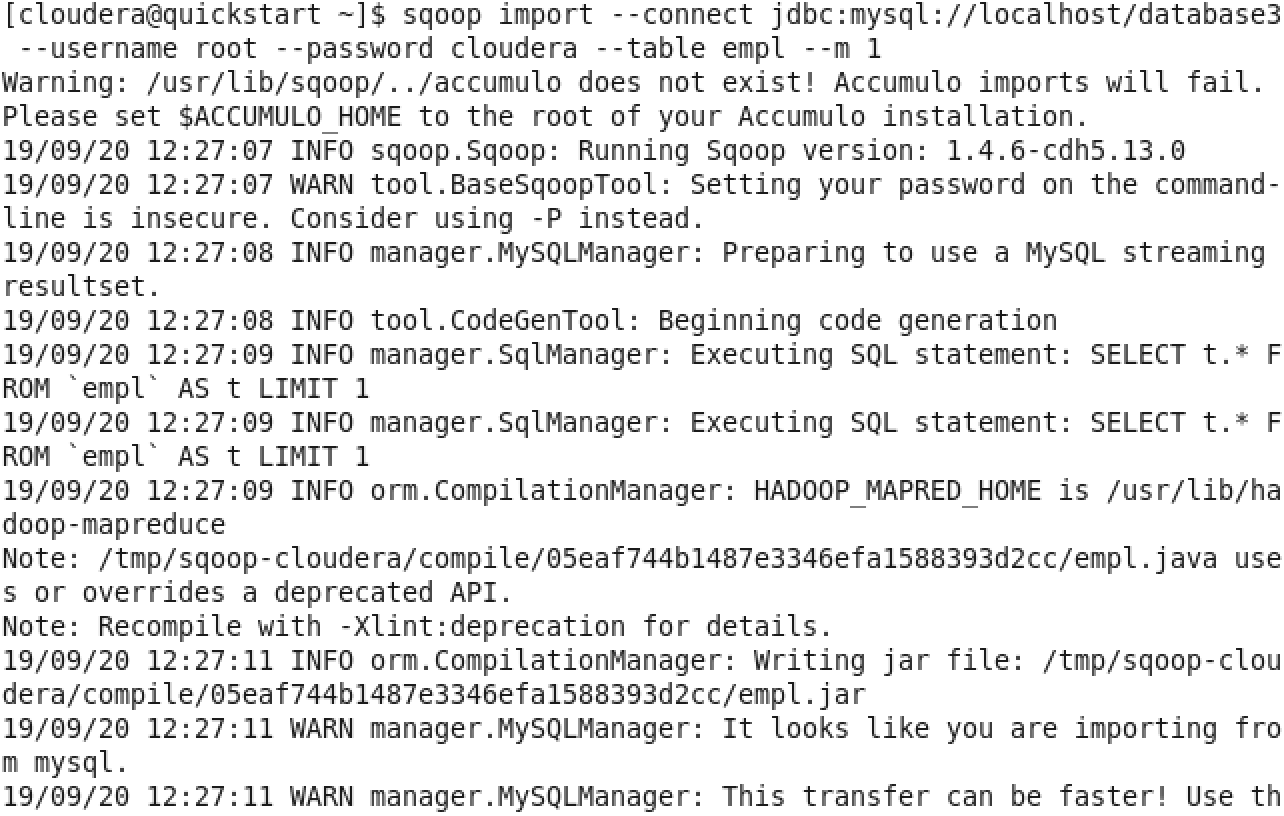 [cloudera@quickstart ~]$ sqoop import --connect jdbc:mysql://localhost/database3
 --username root --password cloudera --table empl --m 1
Warning: /usr/lib/sqoop/../accumulo does not exist! Accumulo imports will fail.
Please set $ACCUMULO_HOME to the root of your Accumulo installation.
19/09/20 12:27:07 INFO sqoop.Sqoop: Running Sqoop version: 1.4.6-cdh5.13.0
19/09/20 12:27:07 WARN tool.BaseSqoopTool: Setting your password on the command-
line is insecure. Consider using -P instead.
19/09/20 12:27:08 INFO manager.MySQLManager: Preparing to use a MySQL streaming
resultset.
19/09/20 12:27:08 INFO tool.CodeGenTool: Beginning code generation
19/09/20 12:27:09 INFO manager.SqlManager: Executing SQL statement: SELECT t.* F
ROM `empl` AS t LIMIT 1
19/09/20 12:27:09 INFO manager.SqlManager: Executing SQL statement: SELECT t.* F
ROM `empl` AS t LIMIT 1
19/09/20 12:27:09 INFO orm.CompilationManager: HADOOP_MAPRED_HOME is /usr/lib/ha
doop-mapreduce
Note: /tmp/sqoop-cloudera/compile/05eaf744b1487e3346efa1588393d2cc/empl.java use
s or overrides a deprecated API.
Note: Recompile with -Xlint:deprecation for details.
19/09/20 12:27:11 INFO orm.CompilationManager: Writing jar file: /tmp/sqoop-clou
dera/compile/05eaf744b1487e3346efa1588393d2cc/empl.jar
19/09/20 12:27:11 WARN manager.MySQLManager: It looks like you are importing fro
m mysql.
19/09/20 12:27:11 WARN manager.MySQLManager: This transfer can be faster! Use th